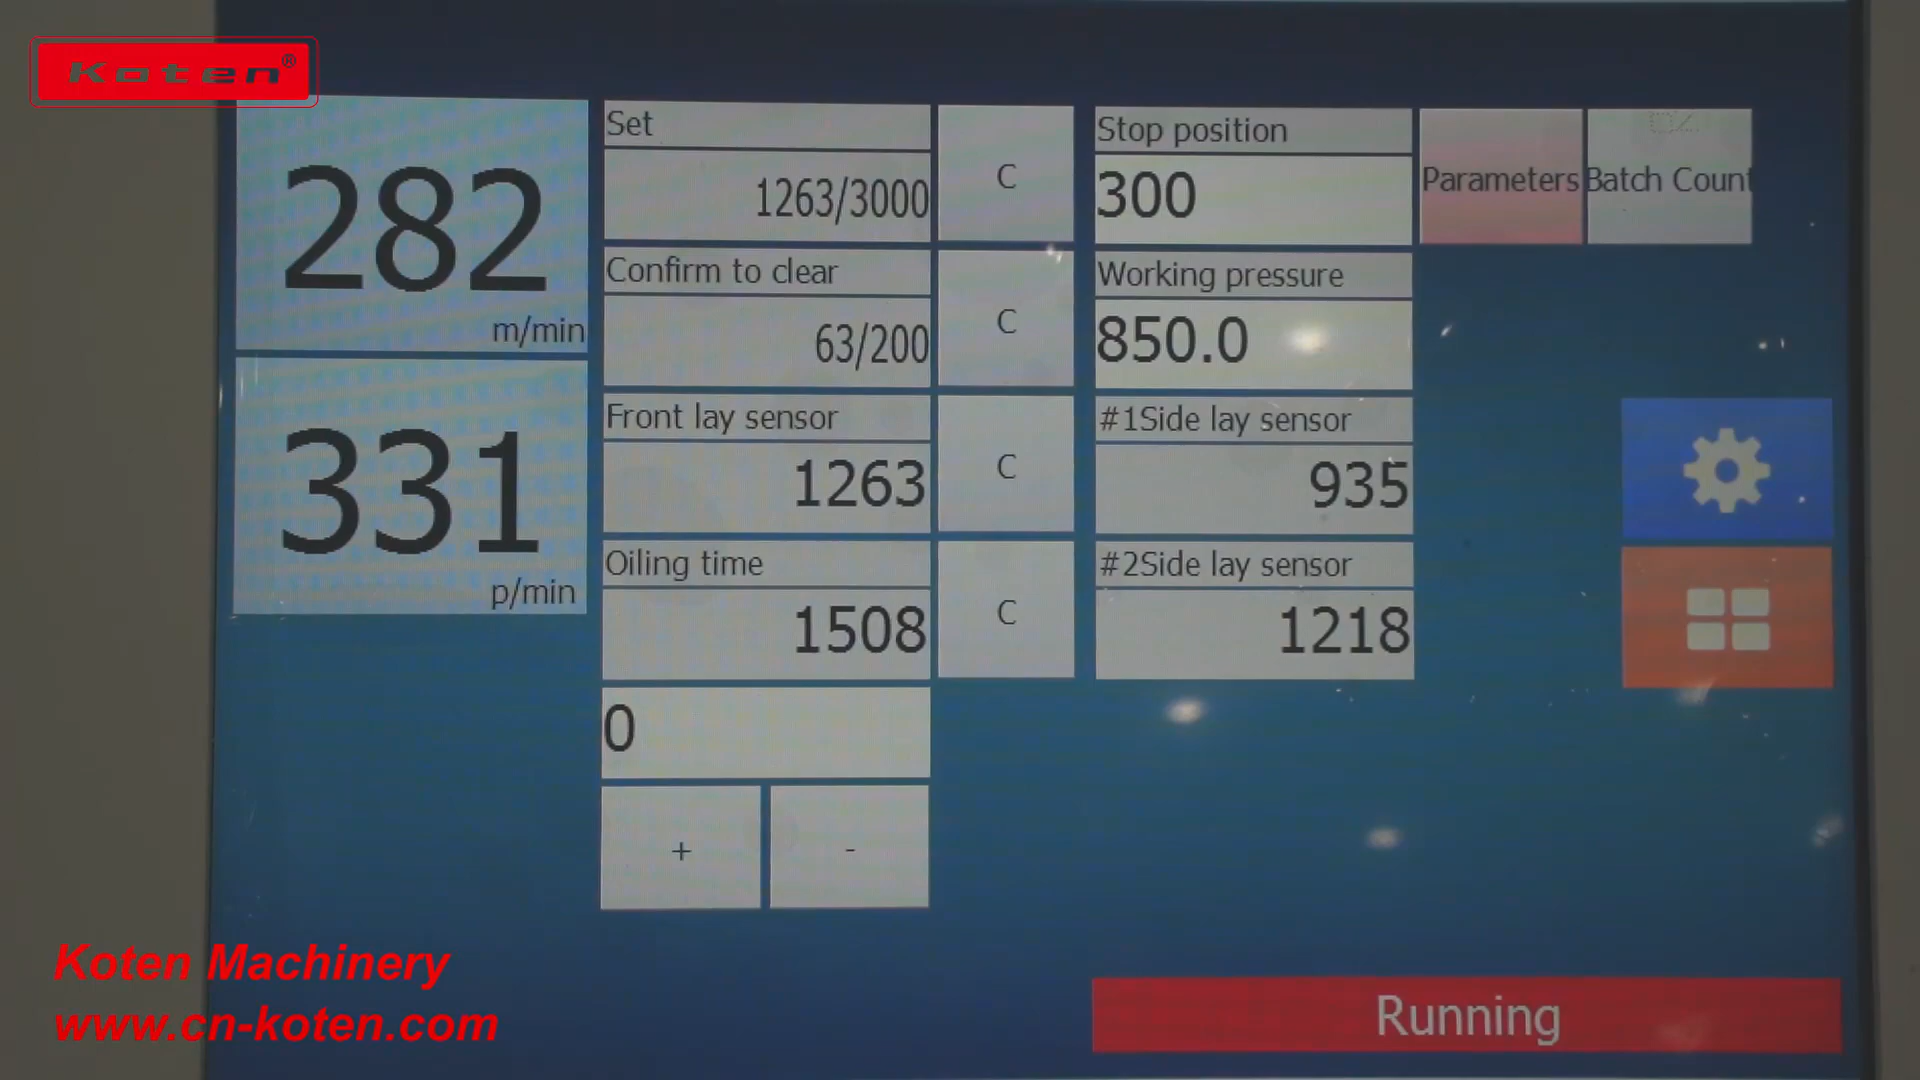 Koten®
282
m/min
331
p/min
Set
1263/3000
C
Confirm to clear
63/200
C
Front lay sensor
1263
C
Oiling time
1508
C
0
+
-
Stop position
300
Working pressure
850.0
#1Side lay sensor
935
#2Side lay sensor
1218
Parameters
Batch Count
Running
Koten Machinery
www.cn-koten.com